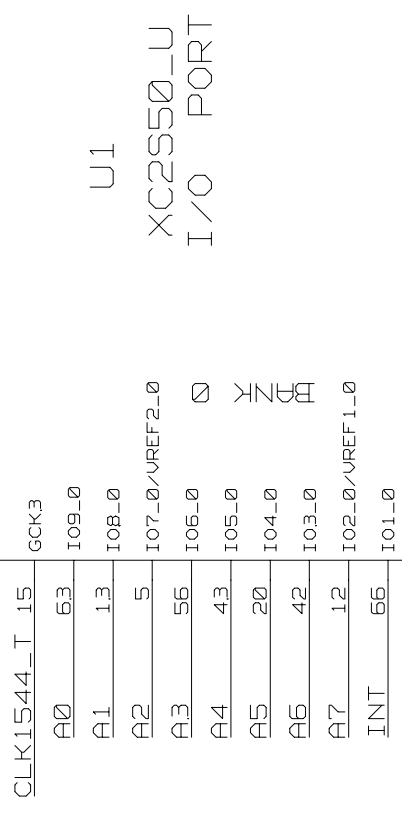 U1
XC2S50_U
I/O PORT
BANK 0
CLK1544_T 15 GCK3
A0 63 IO9_0
A1 13 IO8_0
A2 5 IO7_0/VREF2_0
A3 56 IO6_0
A4 43 IO5_0
A5 20 IO4_0
A6 42 IO3_0
A7 12 IO2_0/VREF1_0
INT 66 IO1_0